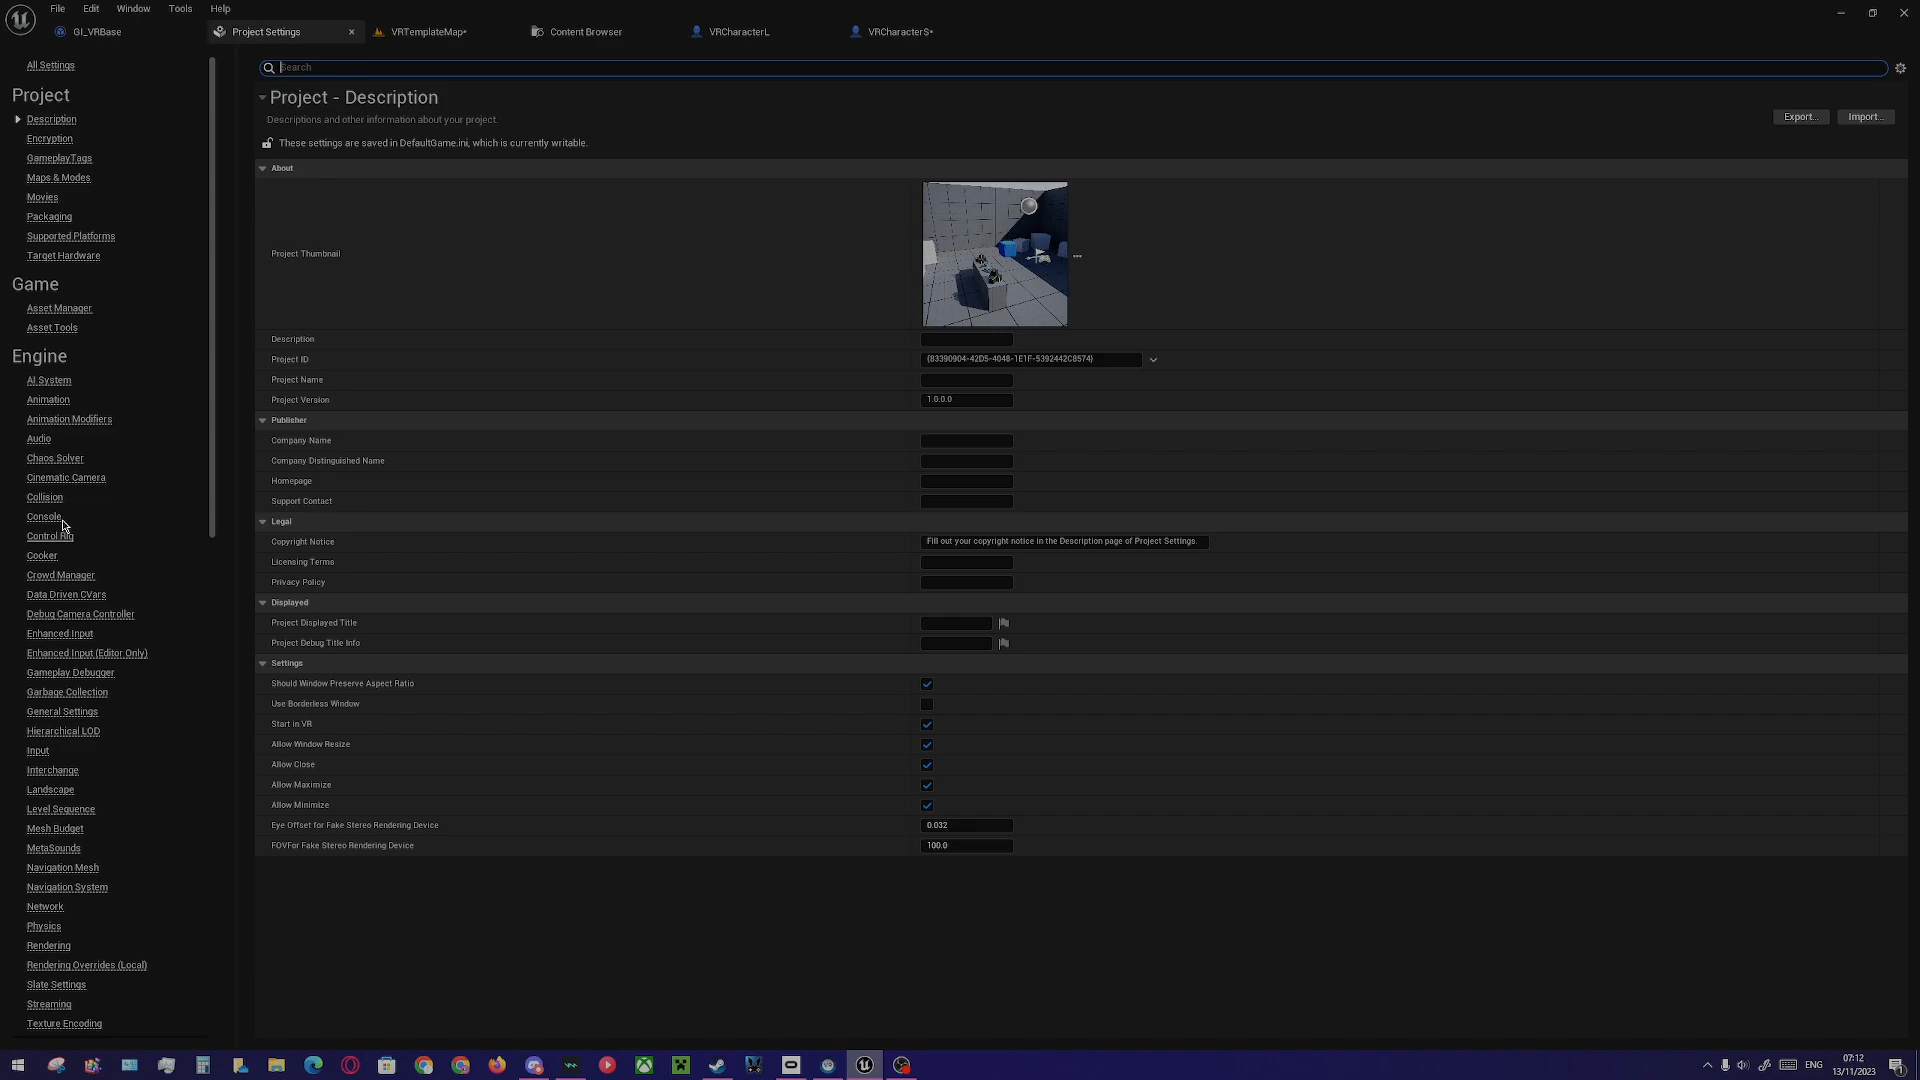 File Edit Window Tools Help
GI_VRBase Project Settings VRTemplateMap* Content Browser VRCharacterL VRCharacterS*
All Settings
Project
Description
Encryption
GameplayTags
Maps & Modes
Movies
Packaging
Supported Platforms
Target Hardware
Game
Asset Manager
Asset Tools
Engine
AI System
Animation
Animation Modifiers
Audio
Chaos Solver
Cinematic Camera
Collision
Console
Control Rig
Cooker
Crowd Manager
Data Driven CVars
Debug Camera Controller
Enhanced Input
Enhanced Input (Editor Only)
Gameplay Debugger
Garbage Collection
General Settings
Hierarchical LOD
Input
Interchange
Landscape
Level Sequence
Mesh Budget
MetaSounds
Navigation Mesh
Navigation System
Network
Physics
Rendering
Rendering Overrides (Local)
Slate Settings
Streaming
Texture Encoding
Search
Project - Description
Descriptions and other information about your project.
Export... Import...
These settings are saved in DefaultGame.ini, which is currently writable.
About
Project Thumbnail
Description
Project ID {83390904-42D5-4048-1E1F-5392442C8574}
Project Name
Project Version 1.0.0.0
Publisher
Company Name
Company Distinguished Name
Homepage
Support Contact
Legal
Copyright Notice Fill out your copyright notice in the Description page of Project Settings.
Licensing Terms
Privacy Policy
Displayed
Project Displayed Title
Project Debug Title Info
Settings
Should Window Preserve Aspect Ratio
Use Borderless Window
Start in VR
Allow Window Resize
Allow Close
Allow Maximize
Allow Minimize
Eye Offset for Fake Stereo Rendering Device 0.032
FOVFor Fake Stereo Rendering Device 100.0
ENG
07:12
13/11/2023